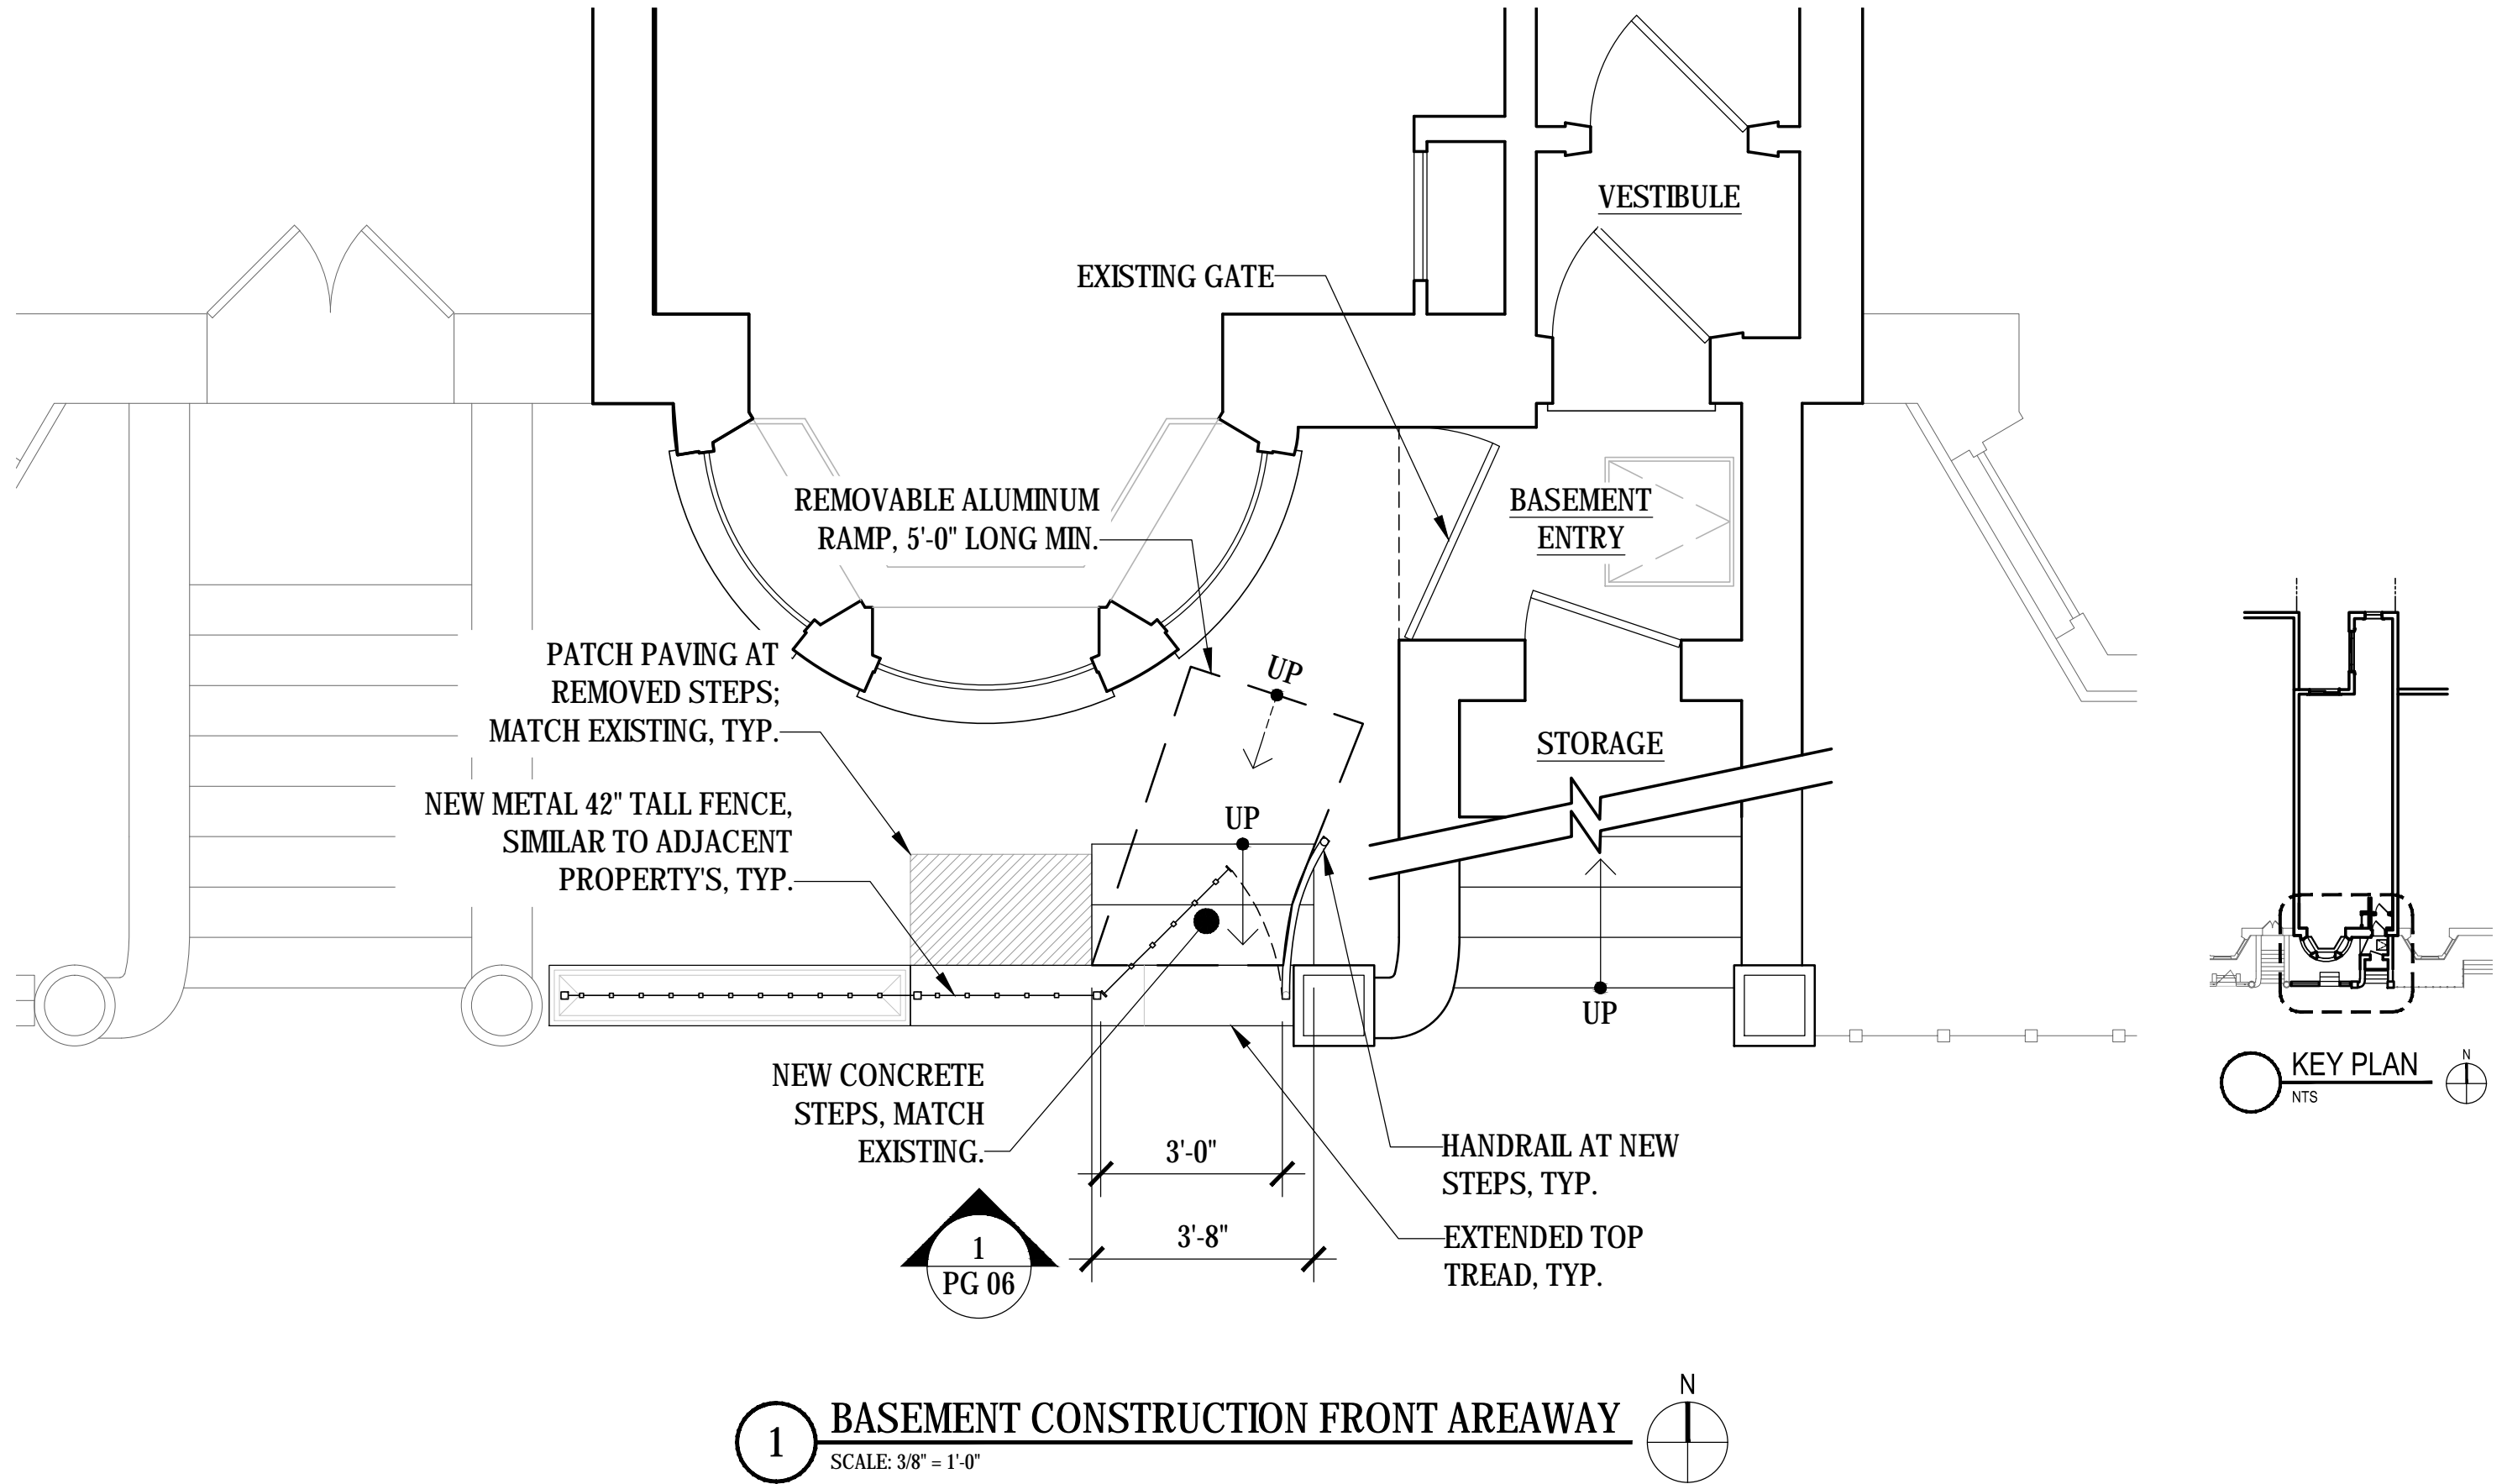 VESTIBULE
EXISTING GATE
REMOVABLE ALUMINUM
RAMP, 5'-0" LONG MIN.
BASEMENT
ENTRY
PATCH PAVING AT
REMOVED STEPS;
MATCH EXISTING, TYP.
UP
STORAGE
NEW METAL 42" TALL FENCE,
SIMILAR TO ADJACENT
PROPERTY'S, TYP.
UP
UP
NEW CONCRETE
STEPS, MATCH
EXISTING.
3'-0"
3'-8"
HANDRAIL AT NEW
STEPS, TYP.
EXTENDED TOP
TREAD, TYP.
1
PG 06
KEY PLAN
NTS
N
1
BASEMENT CONSTRUCTION FRONT AREAWAY
SCALE: 3/8" = 1'-0"
N